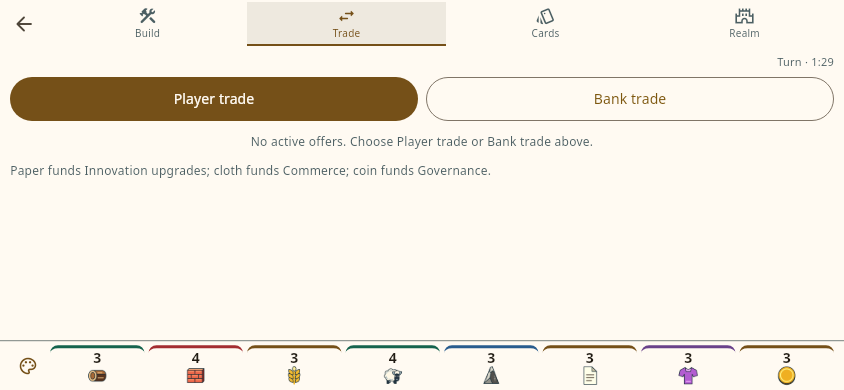 Build
Trade
Cards
Realm
Turn · 1:29
Player trade
Bank trade
No active offers. Choose Player trade or Bank trade above.
Paper funds Innovation upgrades; cloth funds Commerce; coin funds Governance.
3
4
3
4
3
3
3
3